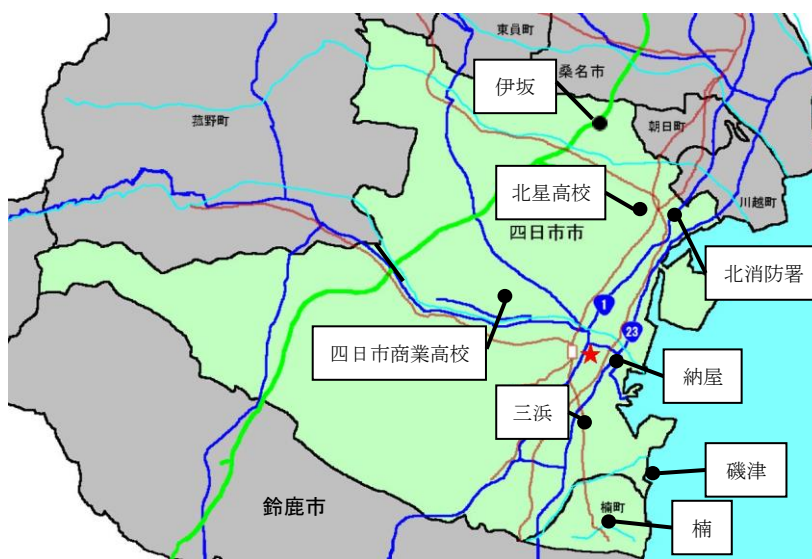 東員町
桑名市
伊坂
菰野町
朝日町
北星高校
川越町
四日市市
北消防署
1
23
四日市商業高校
納屋
三浜
磯津
鈴鹿市
楠町
楠